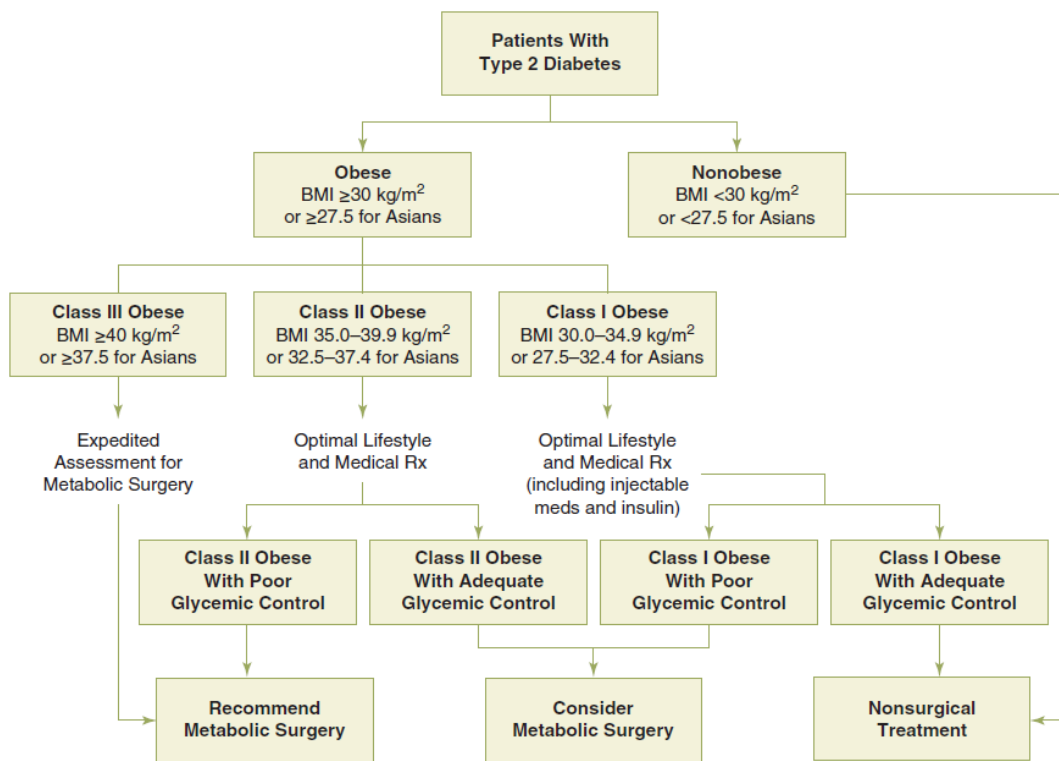 Patients With
Type 2 Diabetes
Obese
BMI ≥30 kg/m²
or ≥27.5 for Asians
Nonobese
BMI <30 kg/m²
or <27.5 for Asians
Class III Obese
BMI ≥40 kg/m²
or ≥37.5 for Asians
Class II Obese
BMI 35.0–39.9 kg/m²
or 32.5–37.4 for Asians
Class I Obese
BMI 30.0–34.9 kg/m²
or 27.5–32.4 for Asians
Expedited
Assessment for
Metabolic Surgery
Optimal Lifestyle
and Medical Rx
Optimal Lifestyle
and Medical Rx
(including injectable
meds and insulin)
Class II Obese
With Poor
Glycemic Control
Class II Obese
With Adequate
Glycemic Control
Class I Obese
With Poor
Glycemic Control
Class I Obese
With Adequate
Glycemic Control
Recommend
Metabolic Surgery
Consider
Metabolic Surgery
Nonsurgical
Treatment